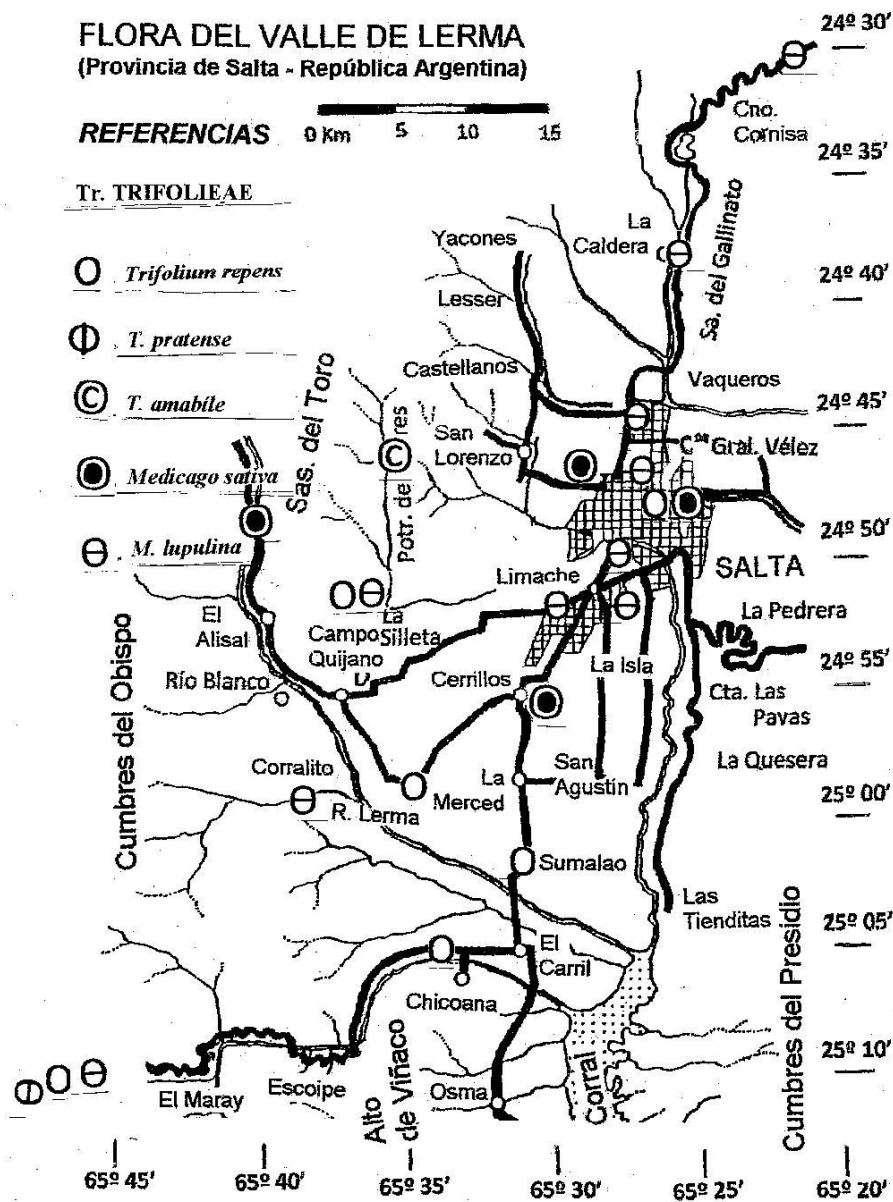 FLORA DEL VALLE DE LERMA
(Provincia de Salta - República Argentina)
REFERENCIAS
0 Km 5 10 15
Tr. TRIFOLIEAE
Trifolium repens
T. pratense
T. amabile
Medicago sativa
M. lupulina
24º 30'
Cno.
Cornisa
24º 35'
La
Caldera
Sa. del Gallinato
24º 40'
Yacones
Lesser
Castellanos
Vaqueros
24º 45'
Sas. del Toro
San
Lorenzo
Cºˢ Gral. Vélez
Potr. de res
24º 50'
Limache
SALTA
La
Silleta
El
Alisal
Campo
Quijano
La Pedrera
Río Blanco
Cerrillos
La Isla
24º 55'
Cta. Las
Pavas
Cumbres del Obispo
La Quesera
Corralito
La
Merced
San
Agustín
R. Lerma
25º 00'
Sumalao
Las
Tienditas
25º 05'
El
Carril
Chicoana
Cumbres del Presidio
25º 10'
El Maray
Escoipe
Alto
de Viñaco
Osma
Corral
65º 45' 65º 40' 65º 35' 65º 30' 65º 25' 65º 20'